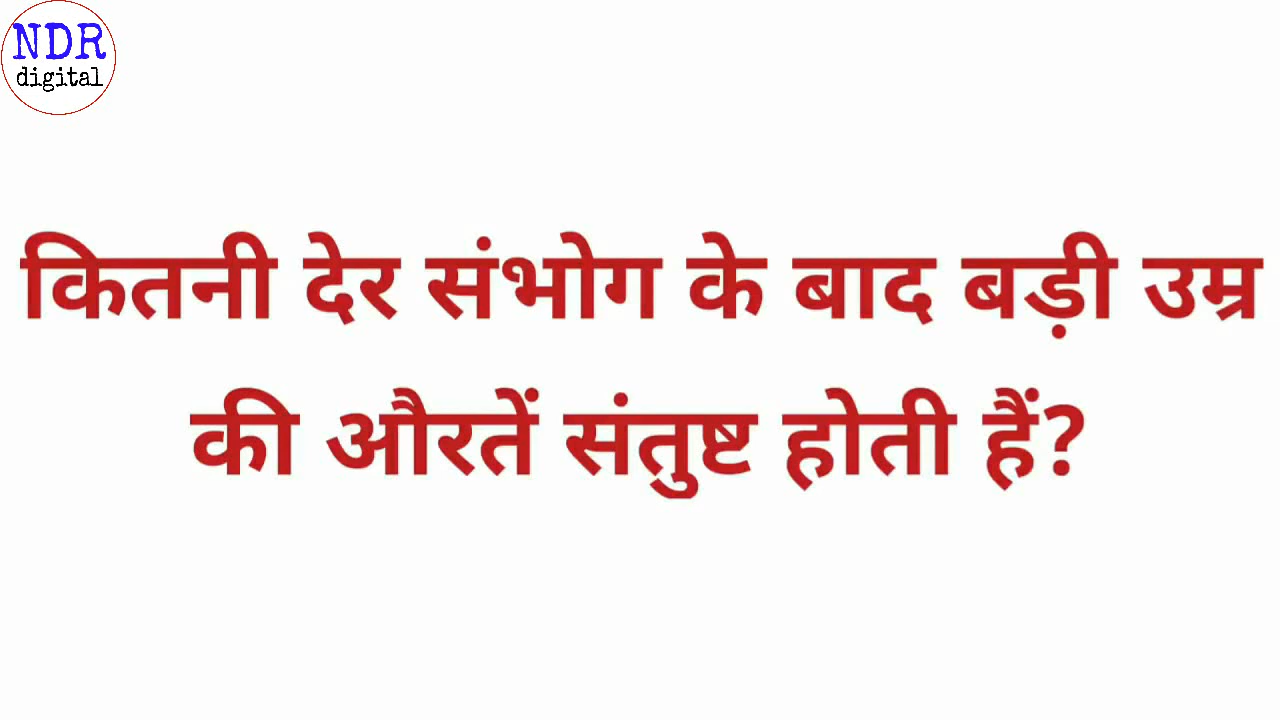 NDR
digital
कितनी देर संभोग के बाद बड़ी उम्र
की औरतें संतुष्ट होती हैं?